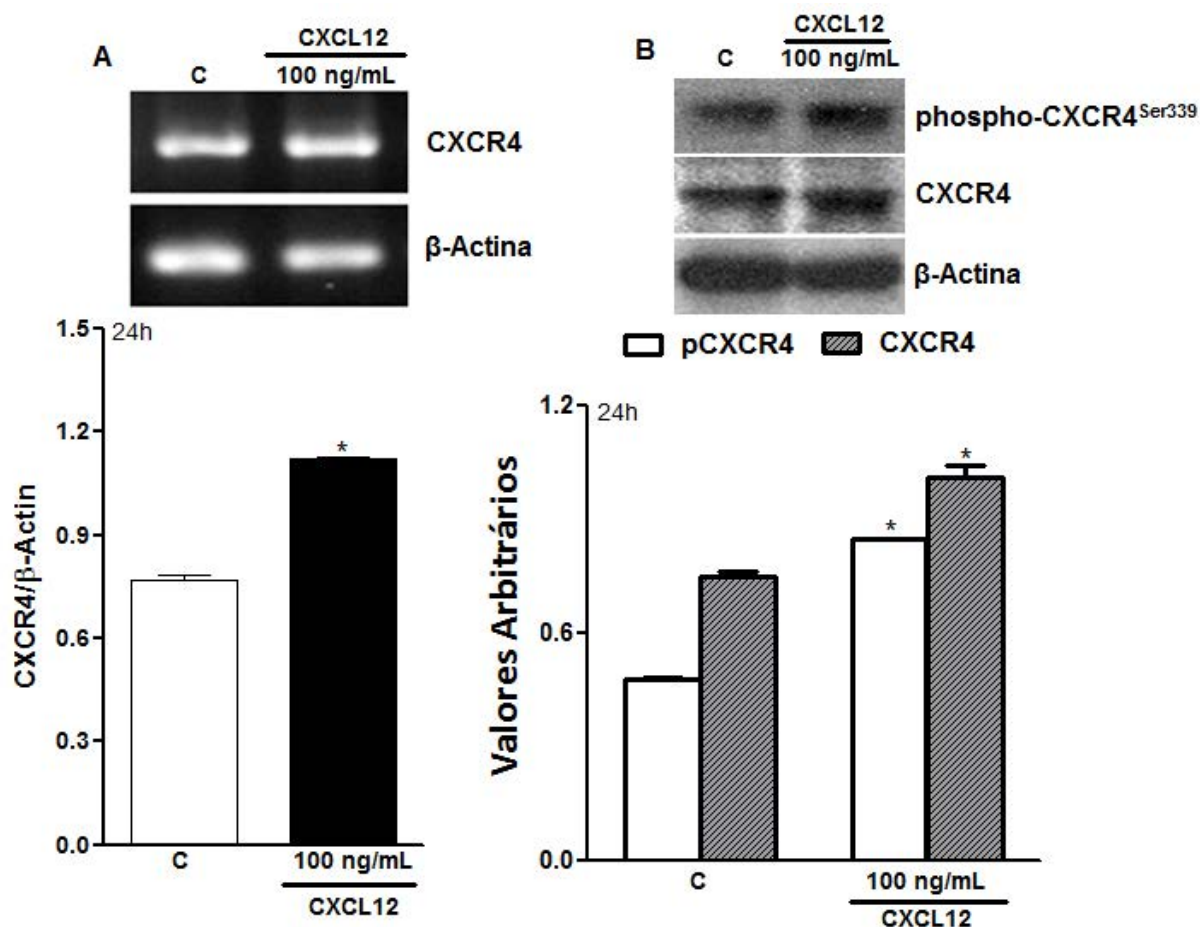 A
CXCL12
C
100 ng/mL
CXCR4
β-Actina
1.5
24h
1.2
*
0.9
0.6
0.3
0.0
CXCR4/β-Actin
C
100 ng/mL
CXCL12
B
CXCL12
C
100 ng/mL
phospho-CXCR4Ser339
CXCR4
β-Actina
pCXCR4
CXCR4
1.2
24h
*
*
0.6
0.0
Valores Arbitrários
C
100 ng/mL
CXCL12